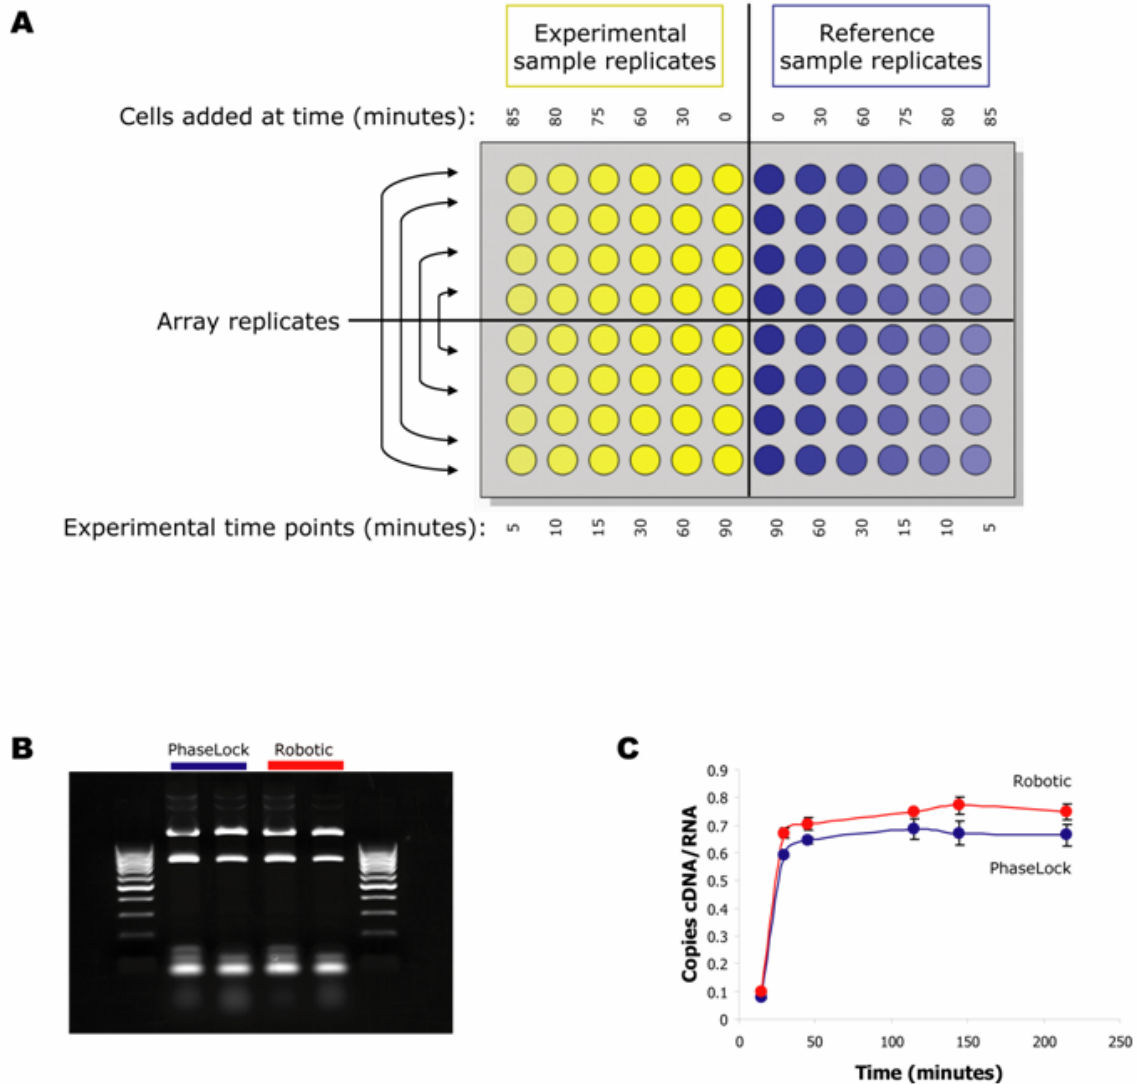 A
Experimental
sample replicates
Reference
sample replicates
Cells added at time (minutes):
85 80 75 60 30 0 0 30 60 75 80 85
Array replicates
Experimental time points (minutes):
5 10 15 30 60 90 90 60 30 15 10 5
B
PhaseLock Robotic
C
Copies cDNA/RNA
0.9
0.8
0.7
0.6
0.5
0.4
0.3
0.2
0.1
0
Robotic
PhaseLock
0 50 100 150 200 250
Time (minutes)